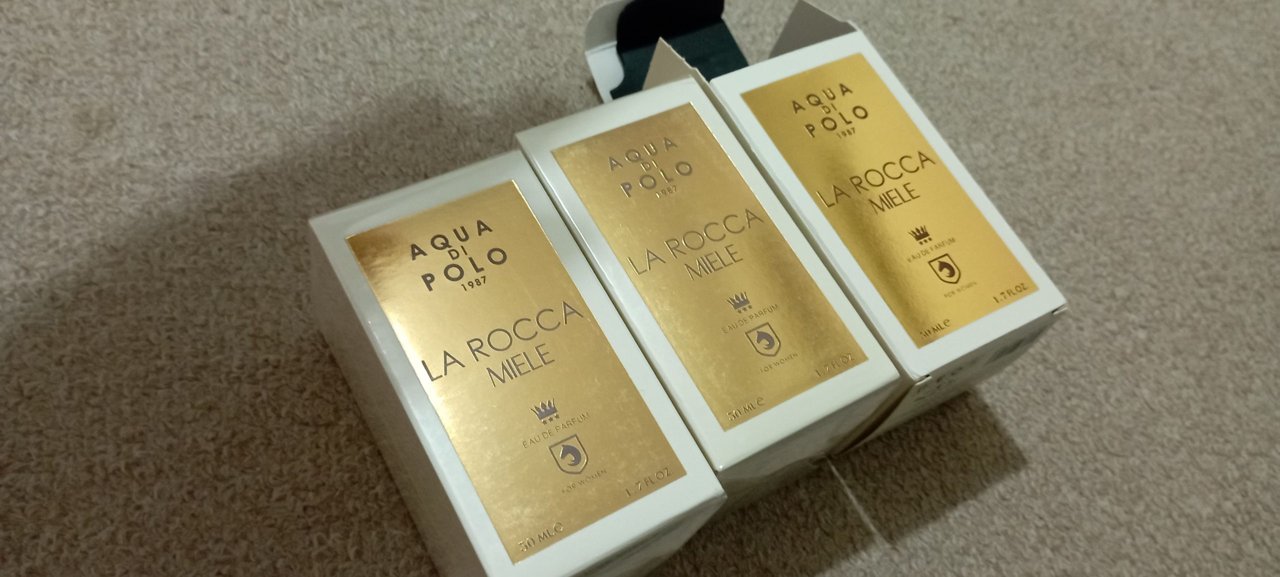 AQUA
DI
POLO
1987
LA ROCCA
MIELE
EAU DE PARFUM
FOR WOMEN
50 ML e
1.7 FL OZ
AQUA
DI
POLO
1987
LA ROCCA
MIELE
EAU DE PARFUM
FOR WOMEN
50 ML e
1.7 FL OZ
AQUA
DI
POLO
1987
LA ROCCA
MIELE
EAU DE PARFUM
FOR WOMEN
50 ML e
1.7 FL OZ